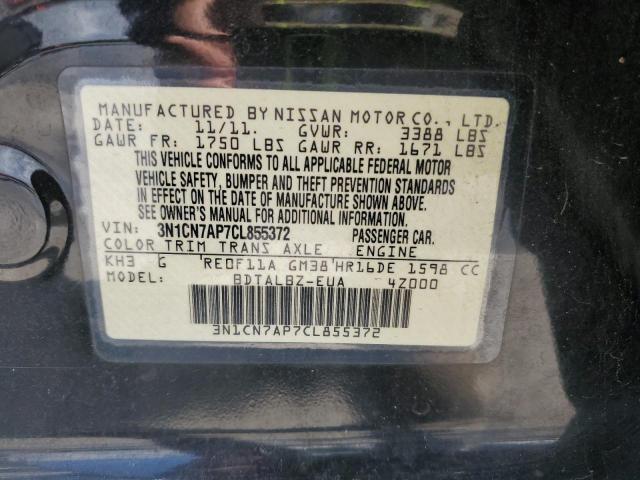 MANUFACTURED BY NISSAN MOTOR CO., LTD.
DATE: 11/11. GVWR: 3388 LBS
GAWR FR: 1750 LBS GAWR RR: 1671 LBS
THIS VEHICLE CONFORMS TO ALL APPLICABLE FEDERAL MOTOR
VEHICLE SAFETY, BUMPER AND THEFT PREVENTION STANDARDS
IN EFFECT ON THE DATE OF MANUFACTURE SHOWN ABOVE.
SEE OWNER'S MANUAL FOR ADDITIONAL INFORMATION.
VIN: 3N1CN7AP7CL855372 PASSENGER CAR.
COLOR TRIM TRANS AXLE ENGINE
KH3 G RE0F11A GM38 HR16DE 1598 CC
MODEL: BDTALBZ-EUA 4Z000
3N1CN7AP7CL855372